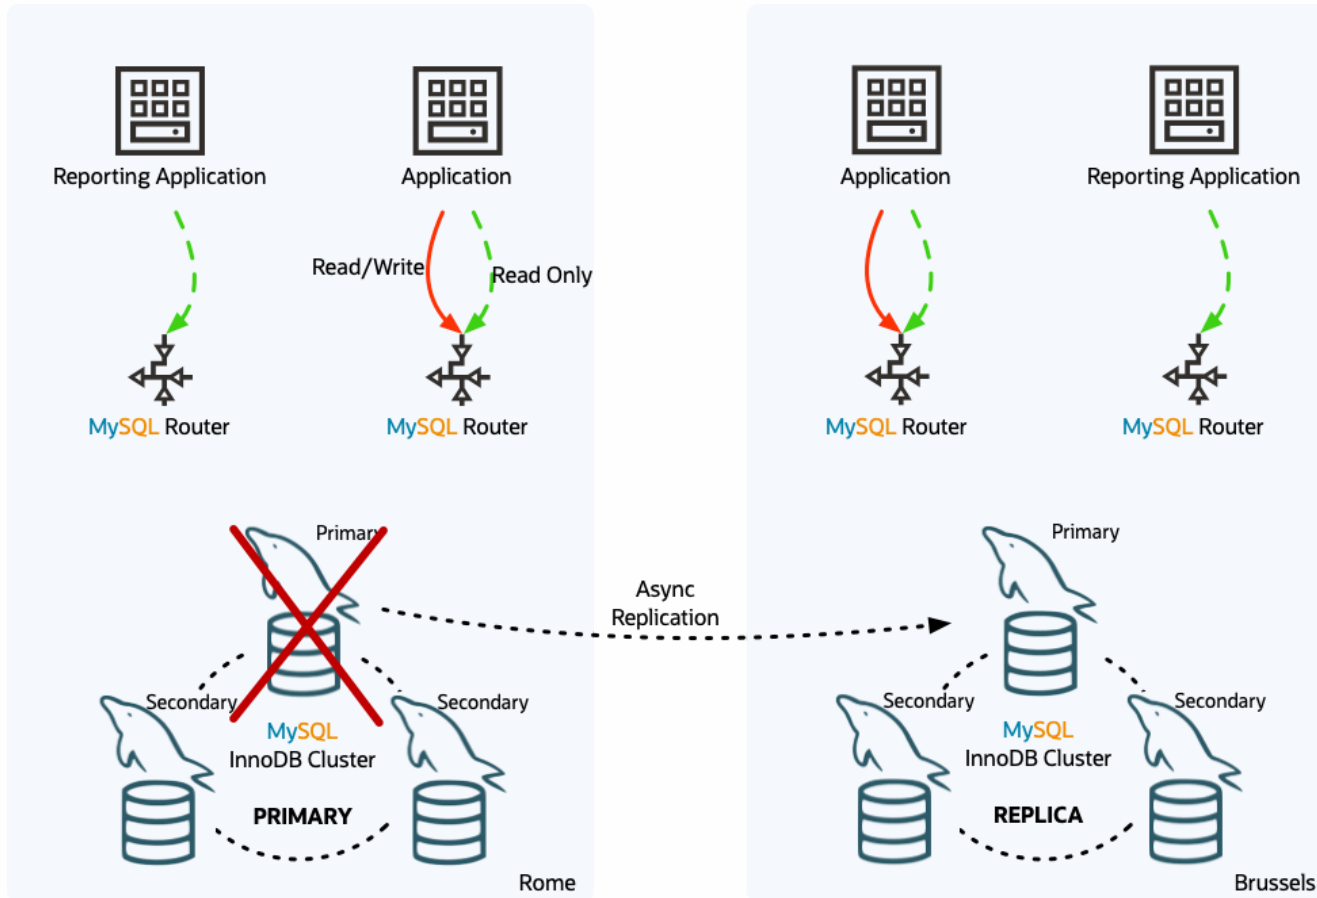 Reporting Application
Application
Application
Reporting Application
Read/Write
Read Only
MySQL Router
MySQL Router
MySQL Router
MySQL Router
Primary
Primary
Async
Replication
Secondary
Secondary
Secondary
Secondary
MySQL
InnoDB Cluster
MySQL
InnoDB Cluster
PRIMARY
REPLICA
Rome
Brussels